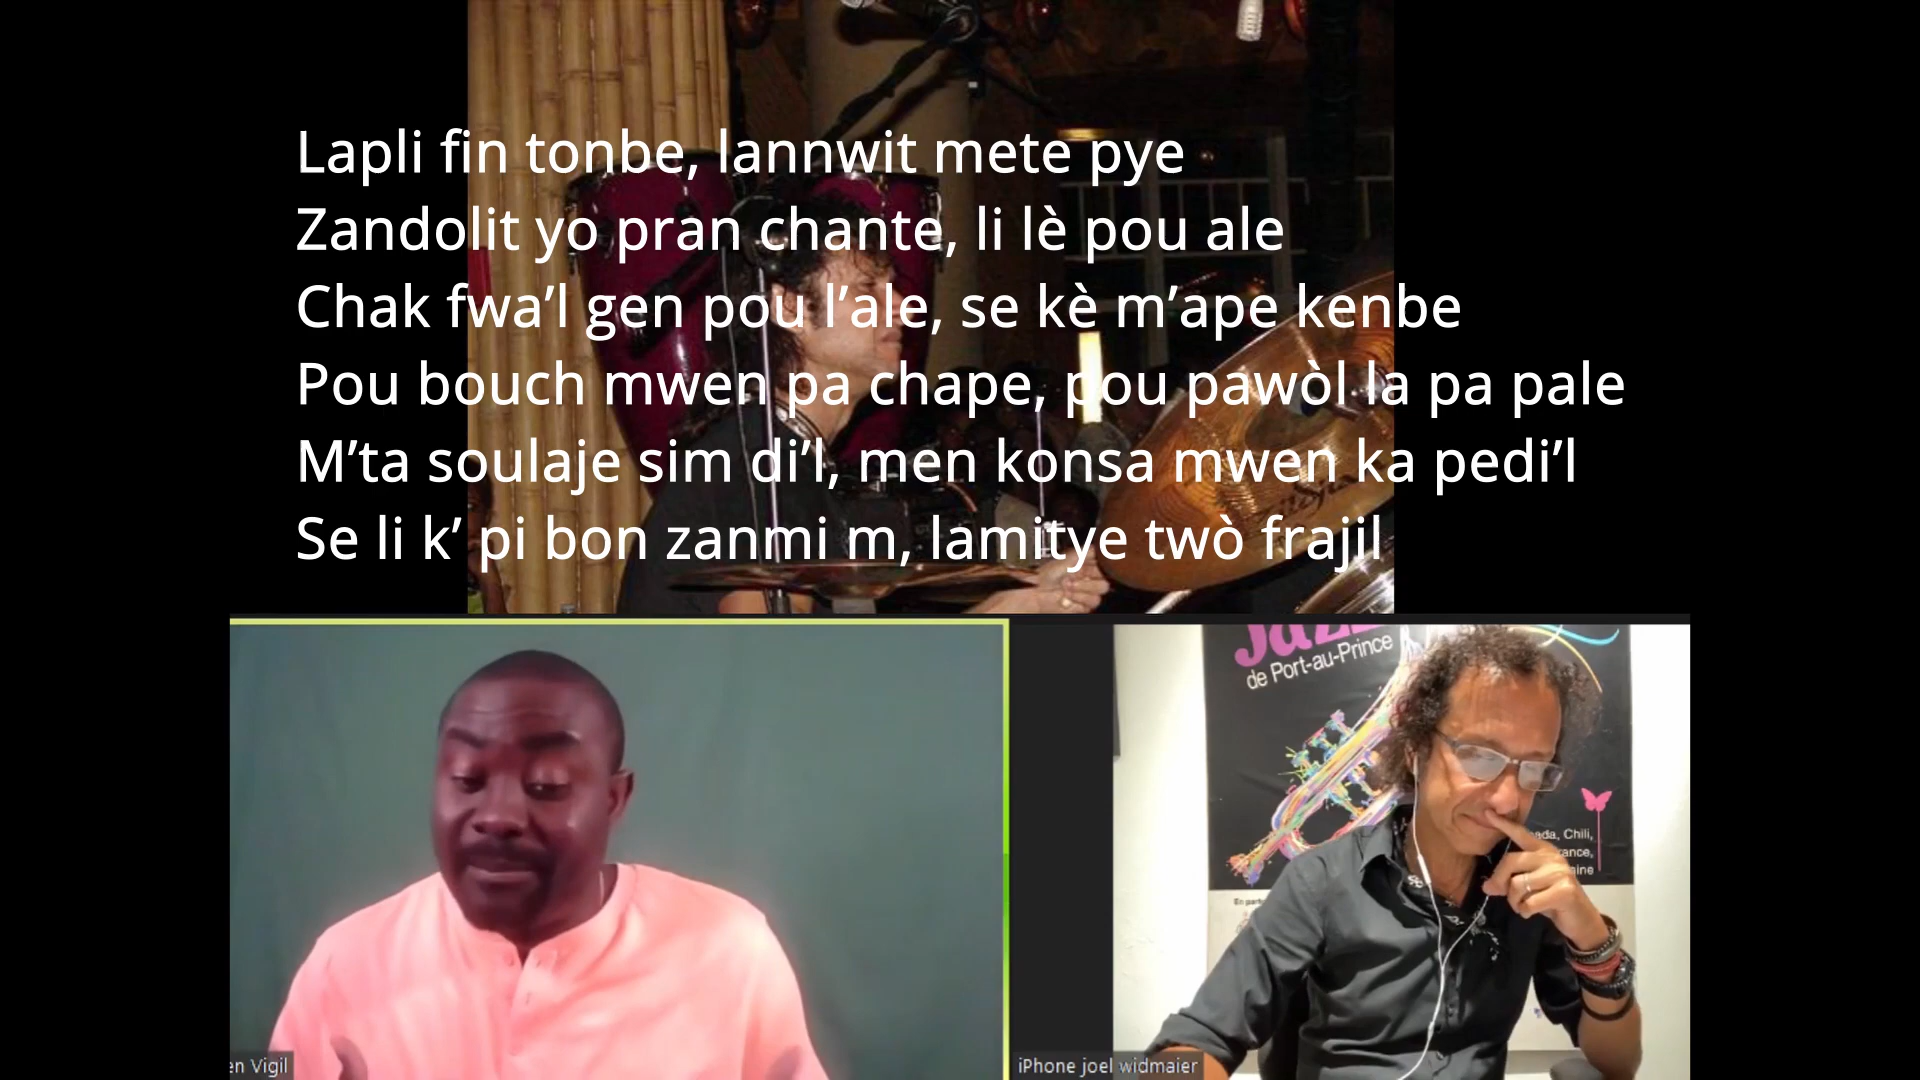 Lapli fin tonbe, lannwit mete pye
Zandolit yo pran chante, li lè pou ale
Chak fwa’l gen pou l’ale, se kè m’ape kenbe
Pou bouch mwen pa chape, pou pawòl la pa pale
M’ta soulaje sim di’l, men konsa mwen ka pedi’l
Se li k’ pi bon zanmi m, lamitye twò frajil
Jazz
de Port-au-Prince
Chili,
En
en Vigil
iPhone joel widmaier